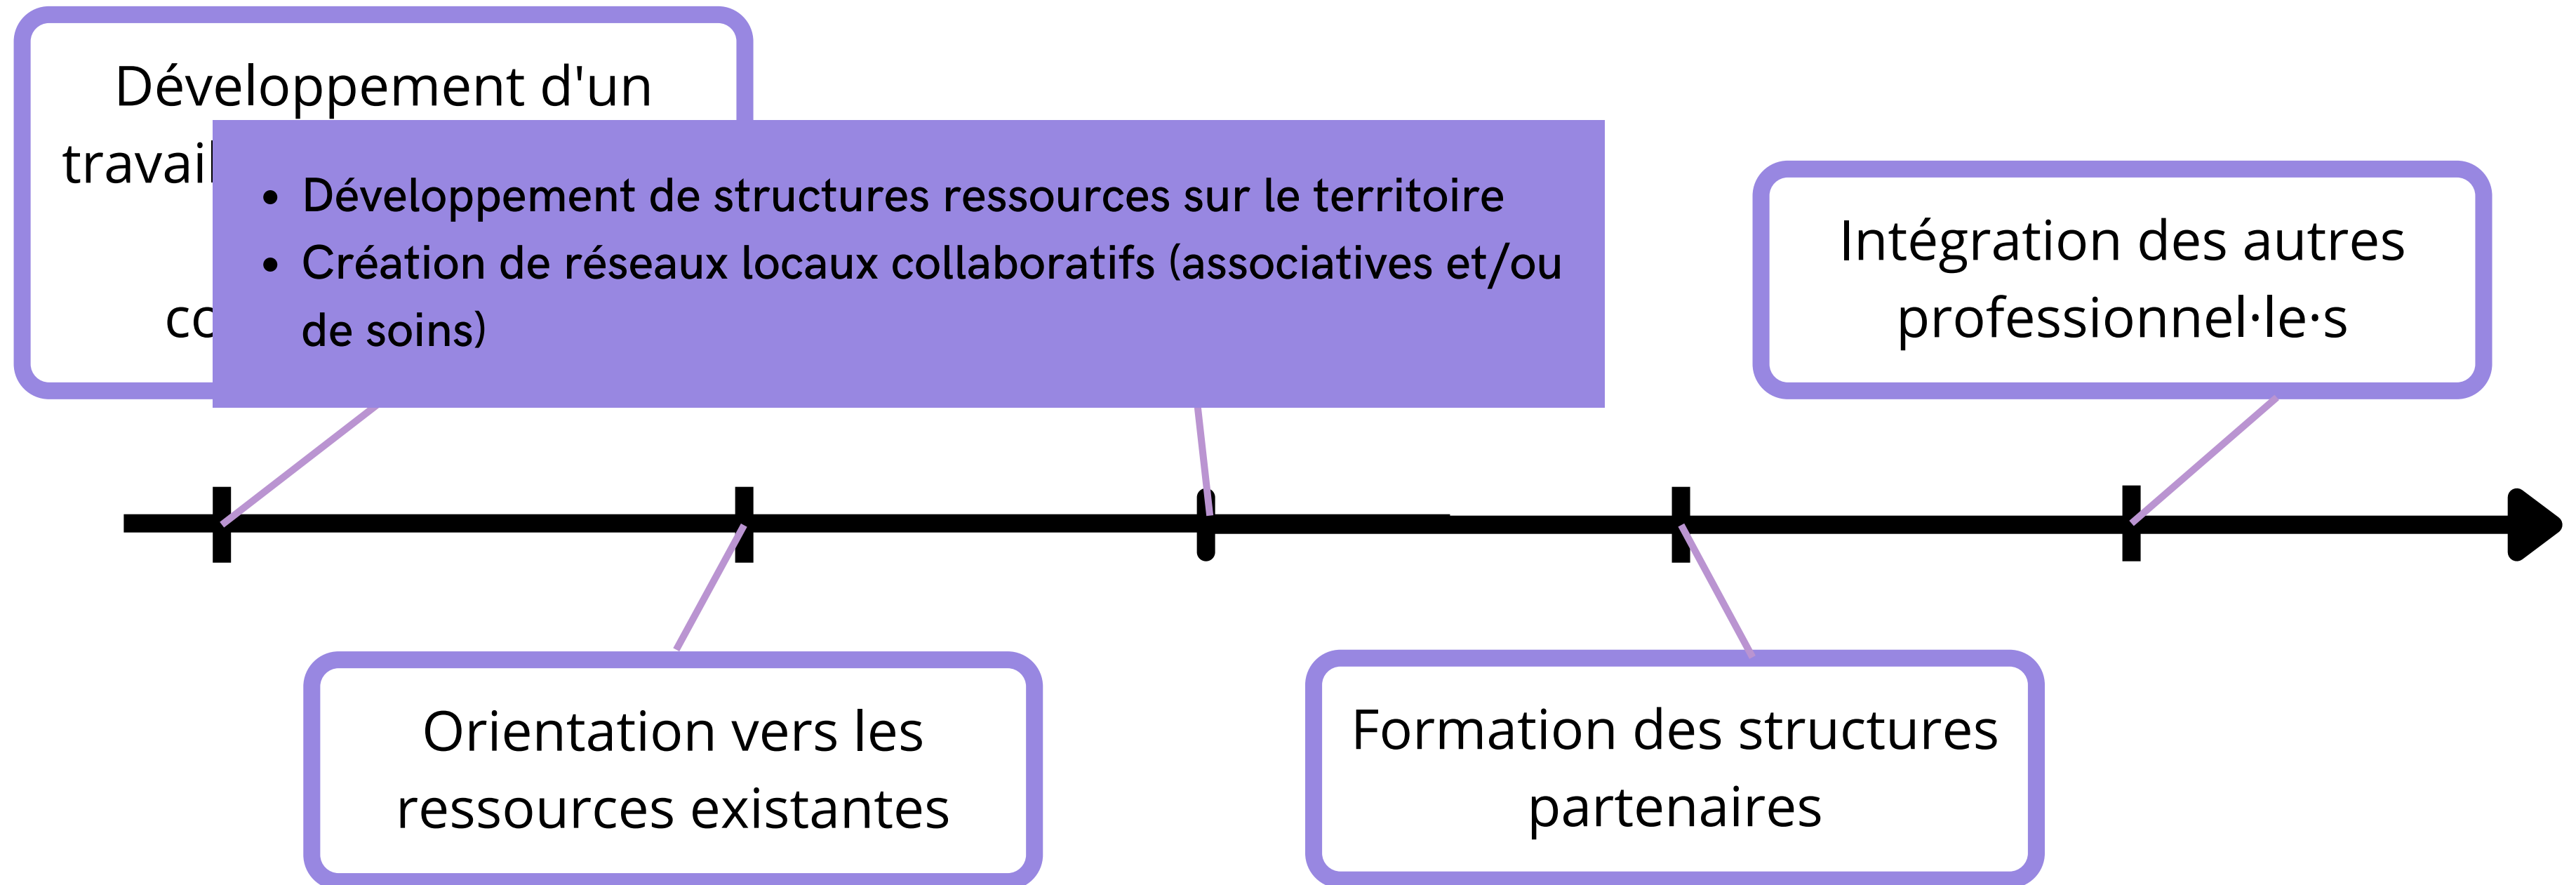 Développement d'un
travail
• Développement de structures ressources sur le territoire
• Création de réseaux locaux collaboratifs (associatives et/ou
de soins)
Intégration des autres
professionnel·le·s
Orientation vers les
ressources existantes
Formation des structures
partenaires